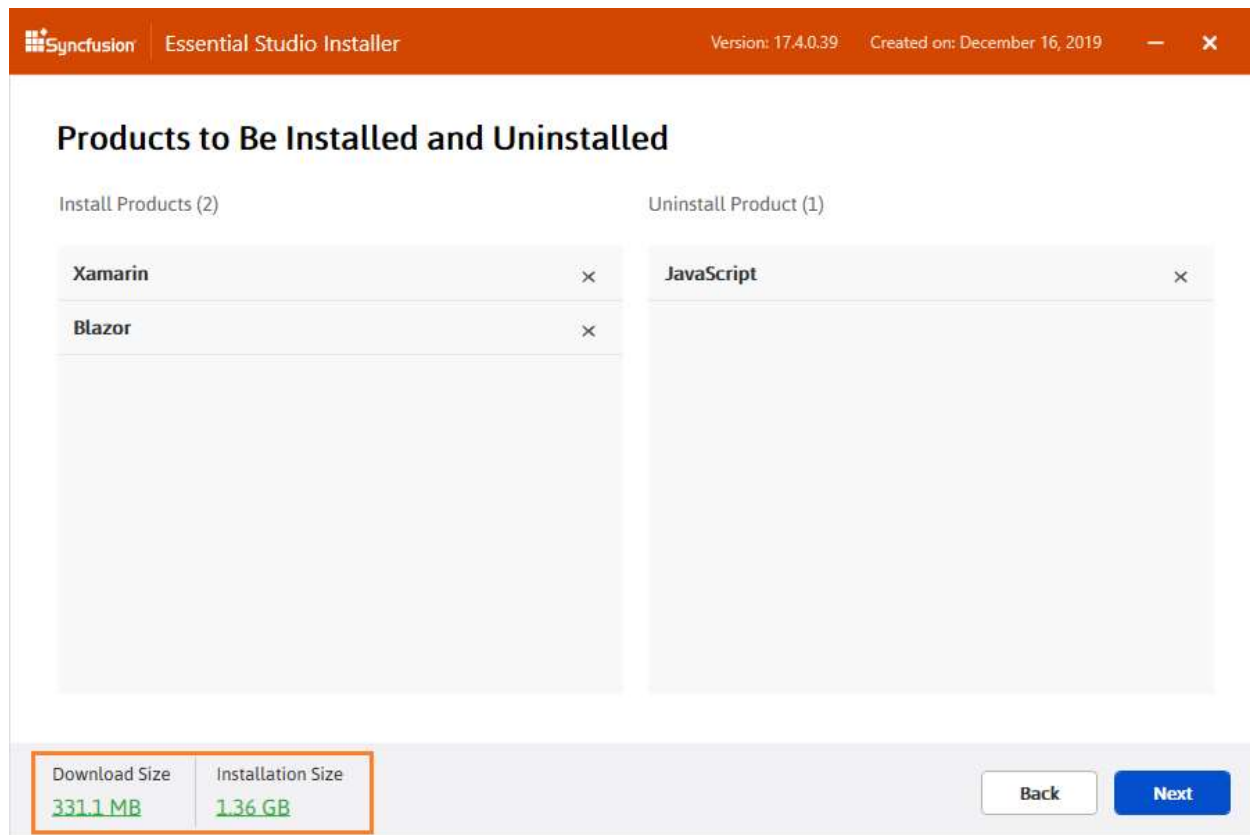 Syncfusion Essential Studio Installer Version: 17.4.0.39 Created on: December 16, 2019
Products to Be Installed and Uninstalled
Install Products (2) Uninstall Product (1)
Xamarin JavaScript
Blazor
Download Size Installation Size
331.1 MB 1.36 GB
Back Next